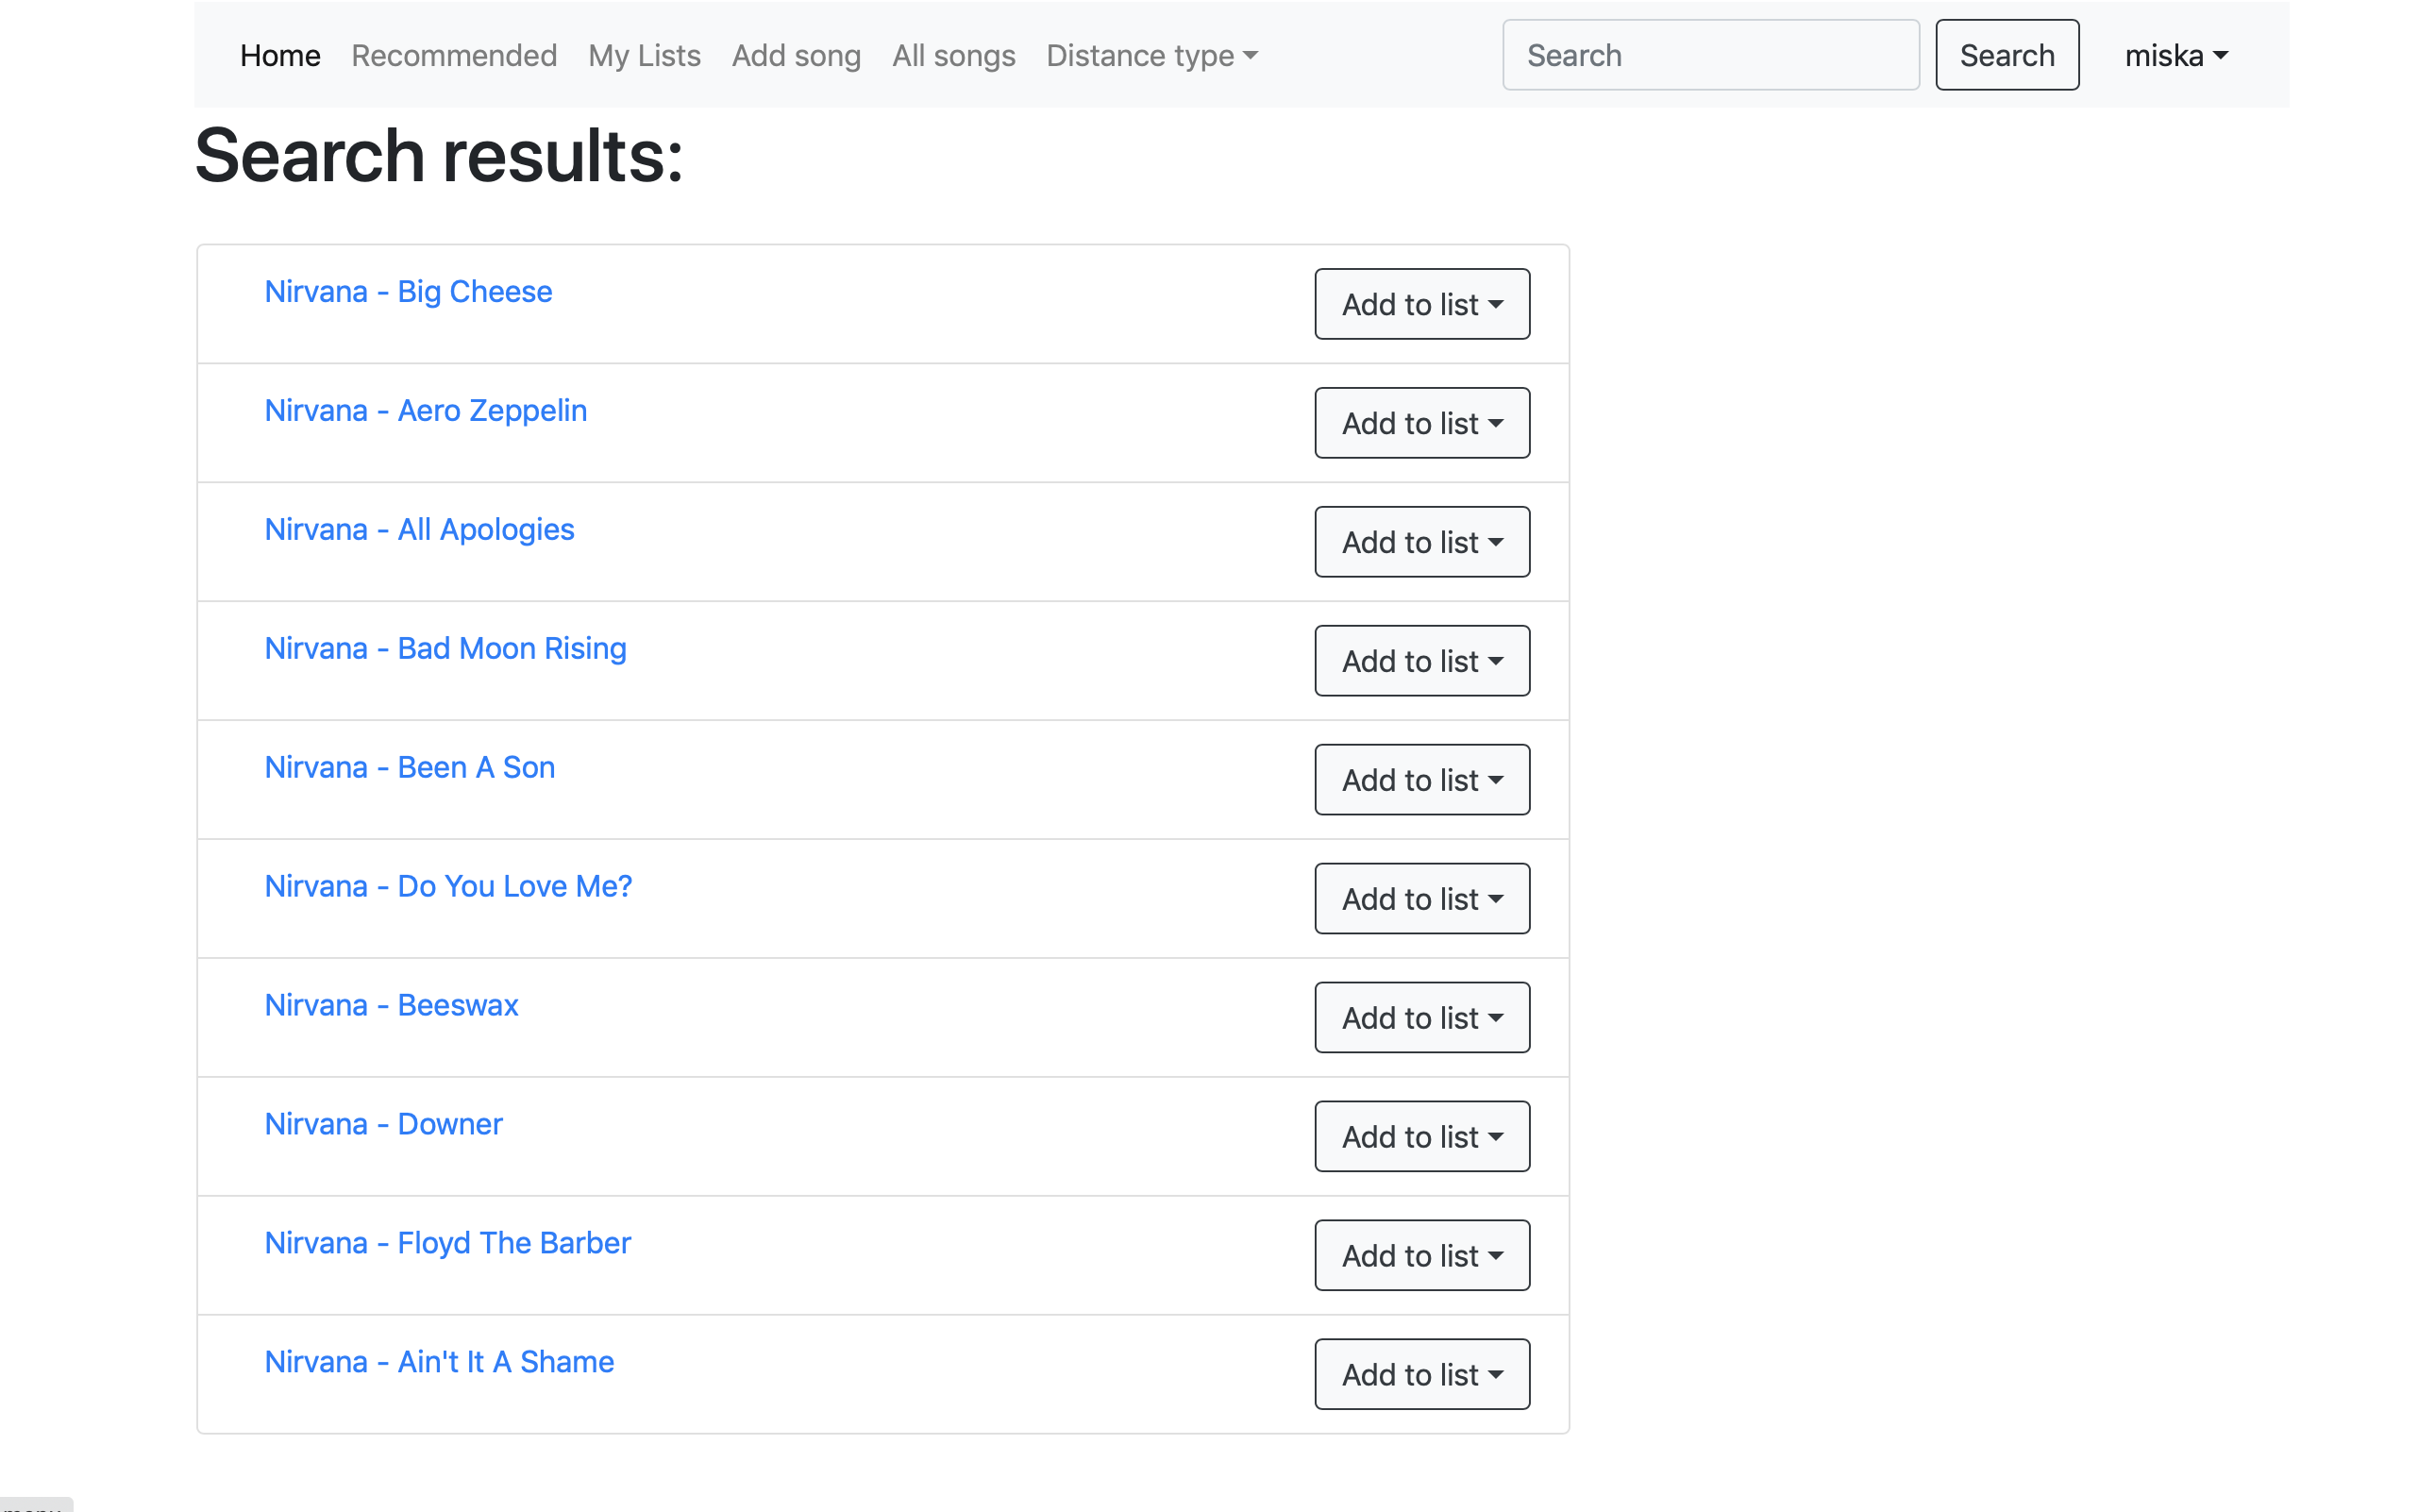 Home Recommended My Lists Add song All songs Distance type Search Search miska
Search results:
Nirvana - Big Cheese Add to list
Nirvana - Aero Zeppelin Add to list
Nirvana - All Apologies Add to list
Nirvana - Bad Moon Rising Add to list
Nirvana - Been A Son Add to list
Nirvana - Do You Love Me? Add to list
Nirvana - Beeswax Add to list
Nirvana - Downer Add to list
Nirvana - Floyd The Barber Add to list
Nirvana - Ain't It A Shame Add to list